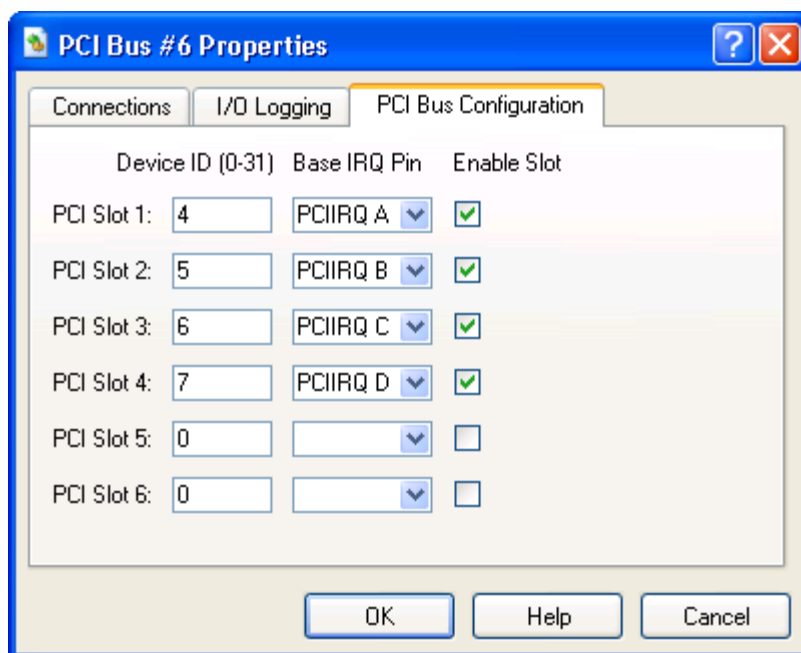 PCI Bus #6 Properties
Connections I/O Logging PCI Bus Configuration
Device ID (0-31) Base IRQ Pin Enable Slot
PCI Slot 1: 4 PCIIRQ A
PCI Slot 2: 5 PCIIRQ B
PCI Slot 3: 6 PCIIRQ C
PCI Slot 4: 7 PCIIRQ D
PCI Slot 5: 0
PCI Slot 6: 0
OK Help Cancel